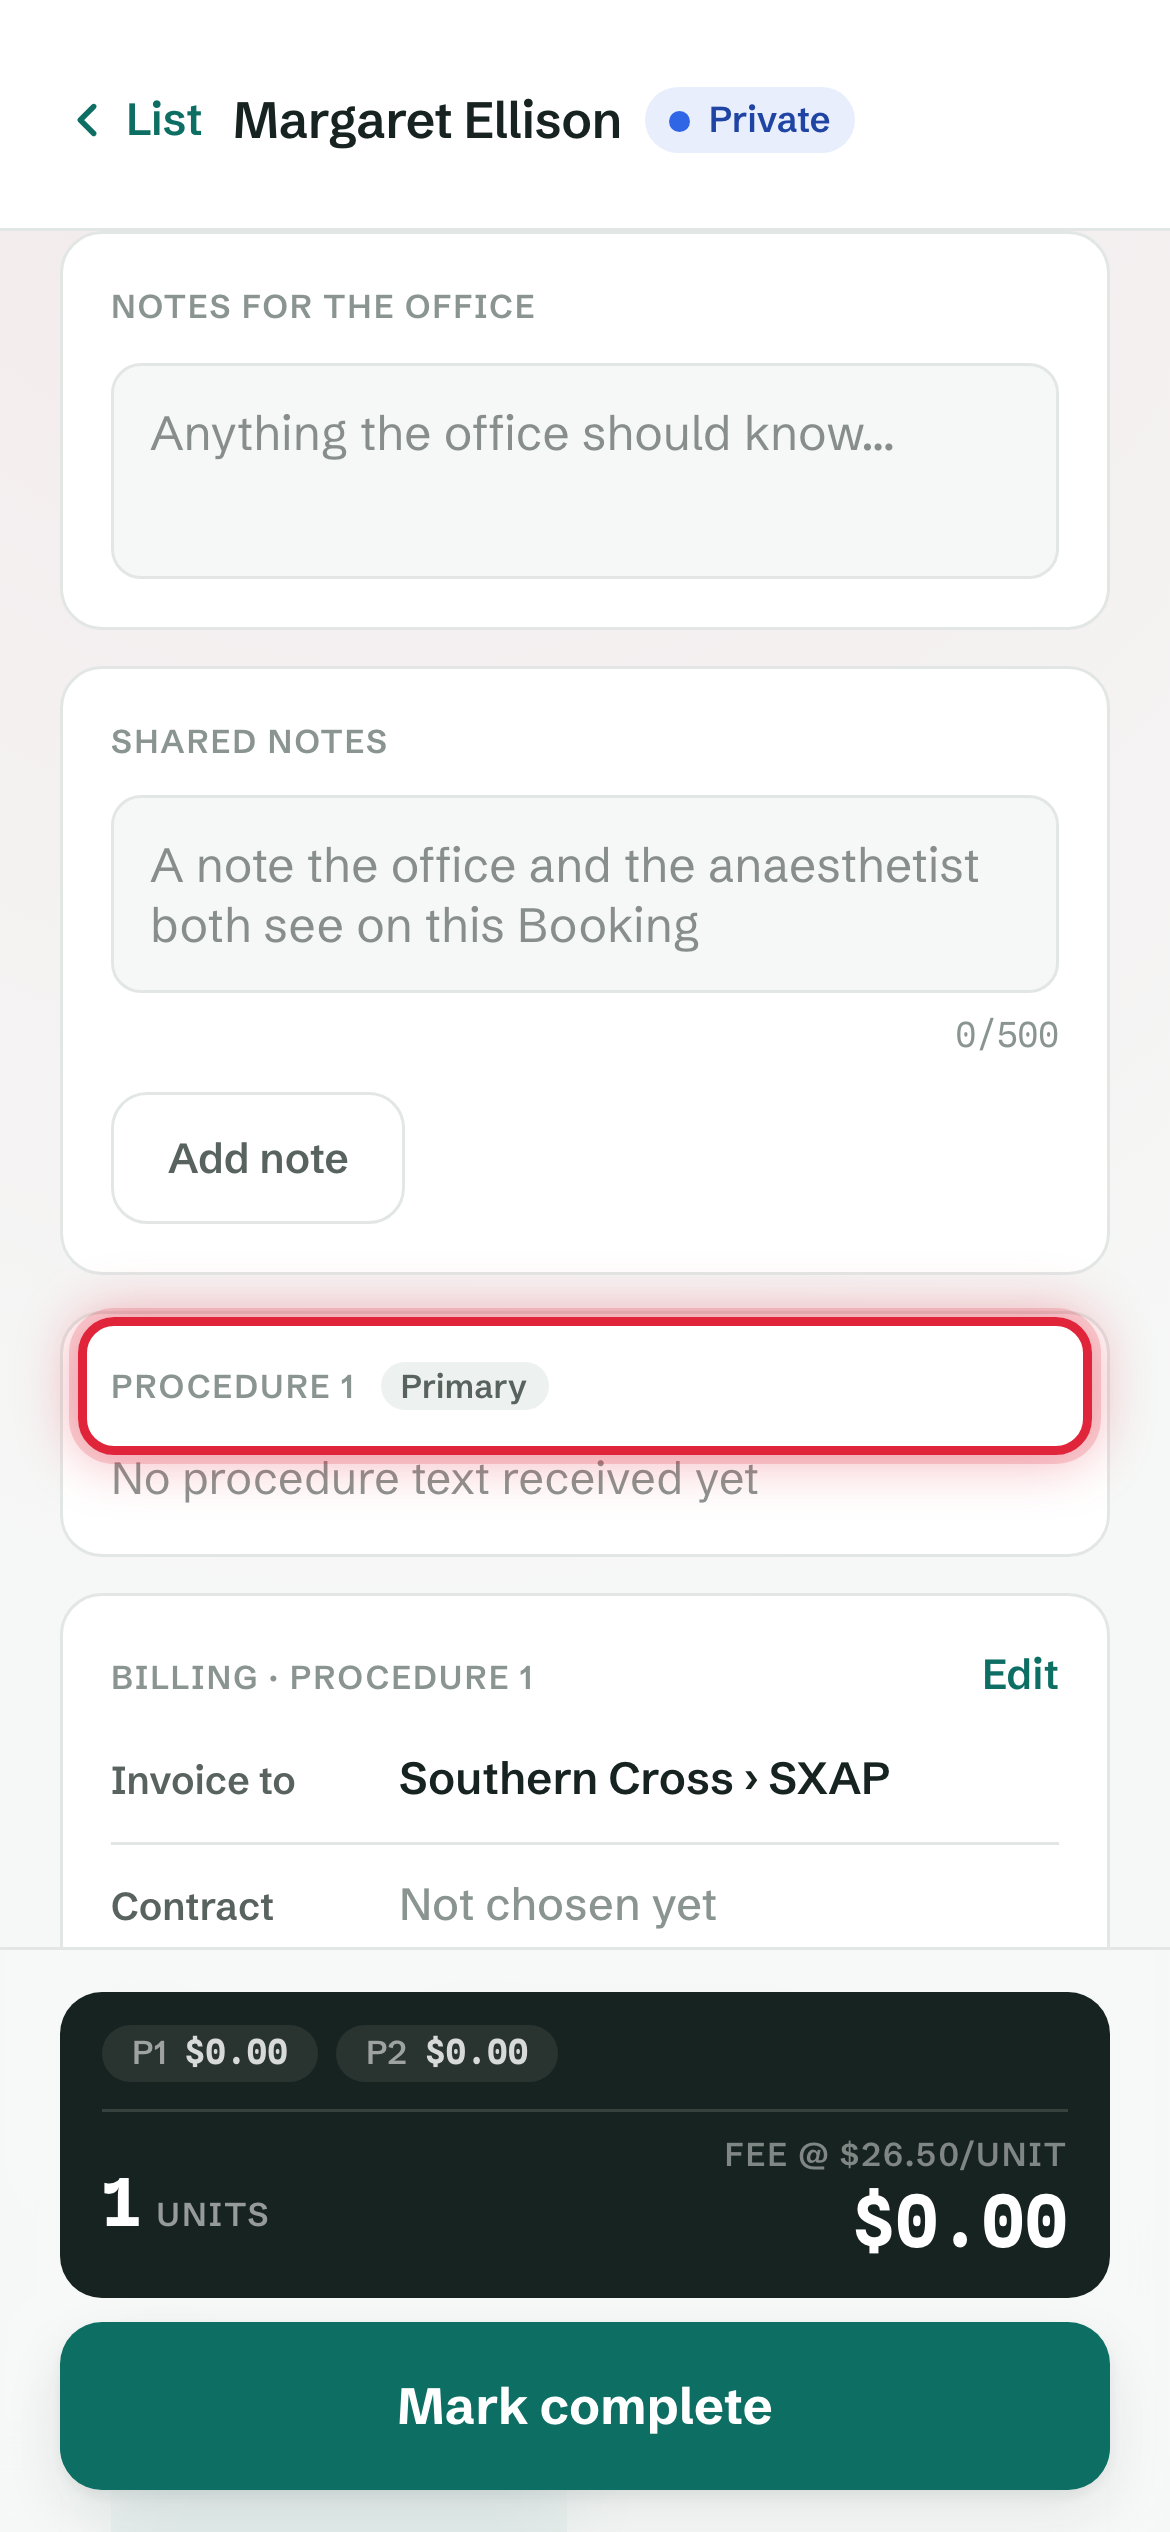 List Margaret Ellison Private
NOTES FOR THE OFFICE
Anything the office should know...
SHARED NOTES
A note the office and the anaesthetist
both see on this Booking
0/500
Add note
PROCEDURE 1 Primary
No procedure text received yet
BILLING · PROCEDURE 1 Edit
Invoice to Southern Cross › SXAP
Contract Not chosen yet
P1 $0.00 P2 $0.00
FEE @ $26.50/UNIT
1 UNITS $0.00
Mark complete